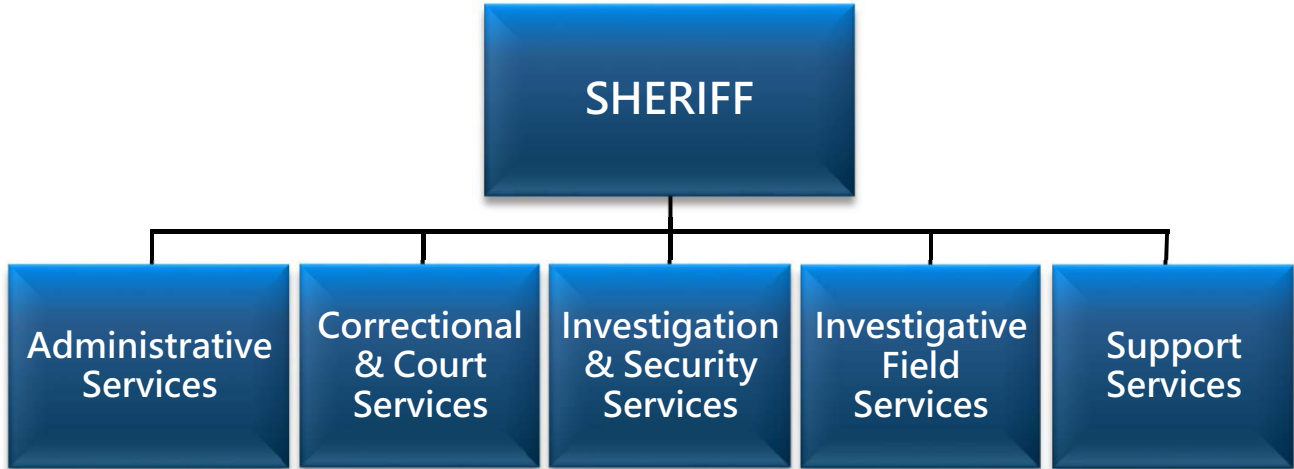 SHERIFF
Administrative
Services
Correctional
& Court
Services
Investigation
& Security
Services
Investigative
Field
Services
Support
Services